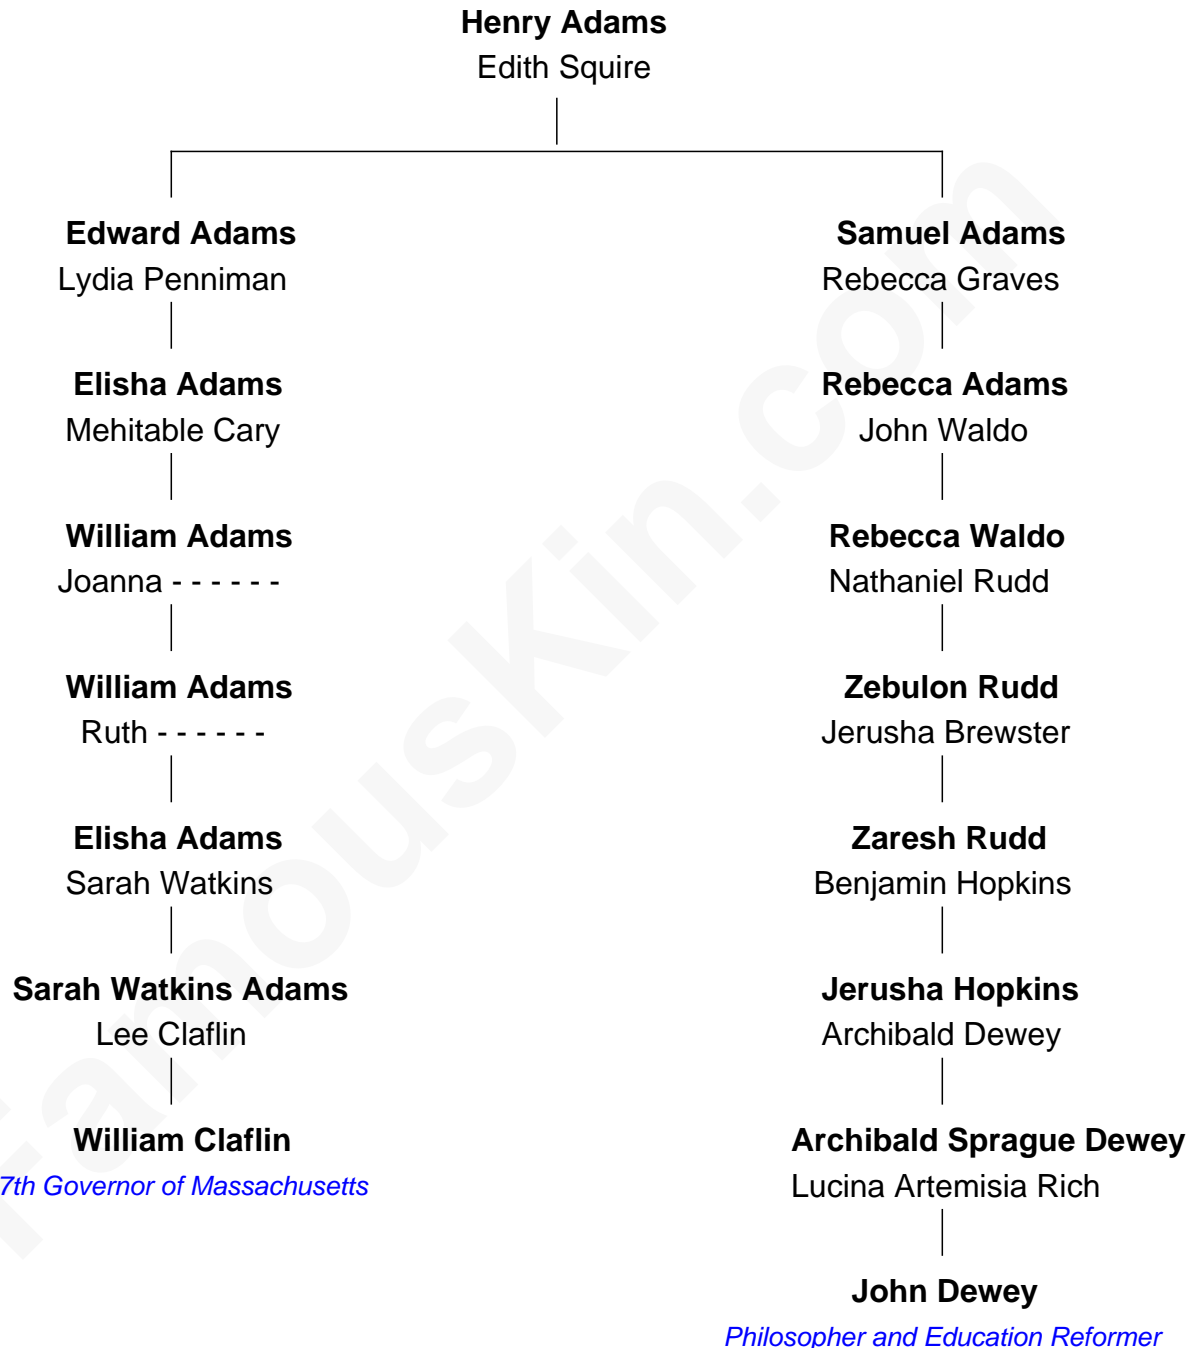 Henry Adams
Edith Squire
Edward Adams
Lydia Penniman
Samuel Adams
Rebecca Graves
Elisha Adams
Mehitable Cary
Rebecca Adams
John Waldo
William Adams
Joanna - - - - - -
Rebecca Waldo
Nathaniel Rudd
William Adams
Ruth - - - - - -
Zebulon Rudd
Jerusha Brewster
Elisha Adams
Sarah Watkins
Zaresh Rudd
Benjamin Hopkins
Sarah Watkins Adams
Lee Claflin
Jerusha Hopkins
Archibald Dewey
William Claflin
7th Governor of Massachusetts
Archibald Sprague Dewey
Lucina Artemisia Rich
John Dewey
Philosopher and Education Reformer
FamousKin.com